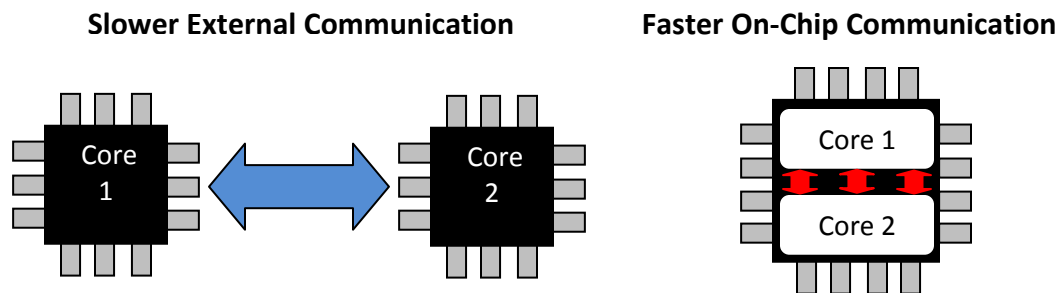 Slower External Communication
Faster On-Chip Communication
Core
1
Core
2
Core 1
Core 2